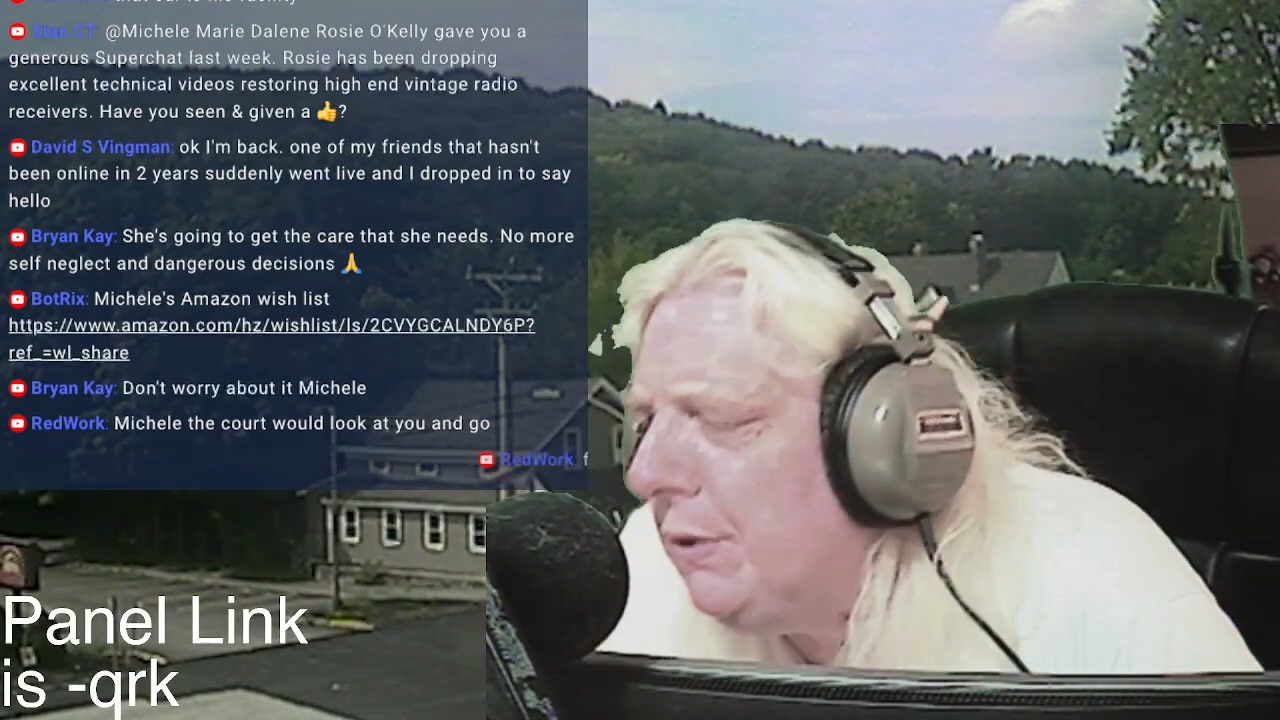 Stan CT: @Michele Marie Dalene Rosie O'Kelly gave you a
generous Superchat last week. Rosie has been dropping
excellent technical videos restoring high end vintage radio
receivers. Have you seen & given a 👍?
David S Vingman: ok I'm back. one of my friends that hasn't
been online in 2 years suddenly went live and I dropped in to say
hello
Bryan Kay: She's going to get the care that she needs. No more
self neglect and dangerous decisions 🙏
BotRix: Michele's Amazon wish list
https://www.amazon.com/hz/wishlist/ls/2CVYGCALNDY6P?
ref_=wl_share
Bryan Kay: Don't worry about it Michele
RedWork: Michele the court would look at you and go
RedWork: f
Panel Link
is -qrk